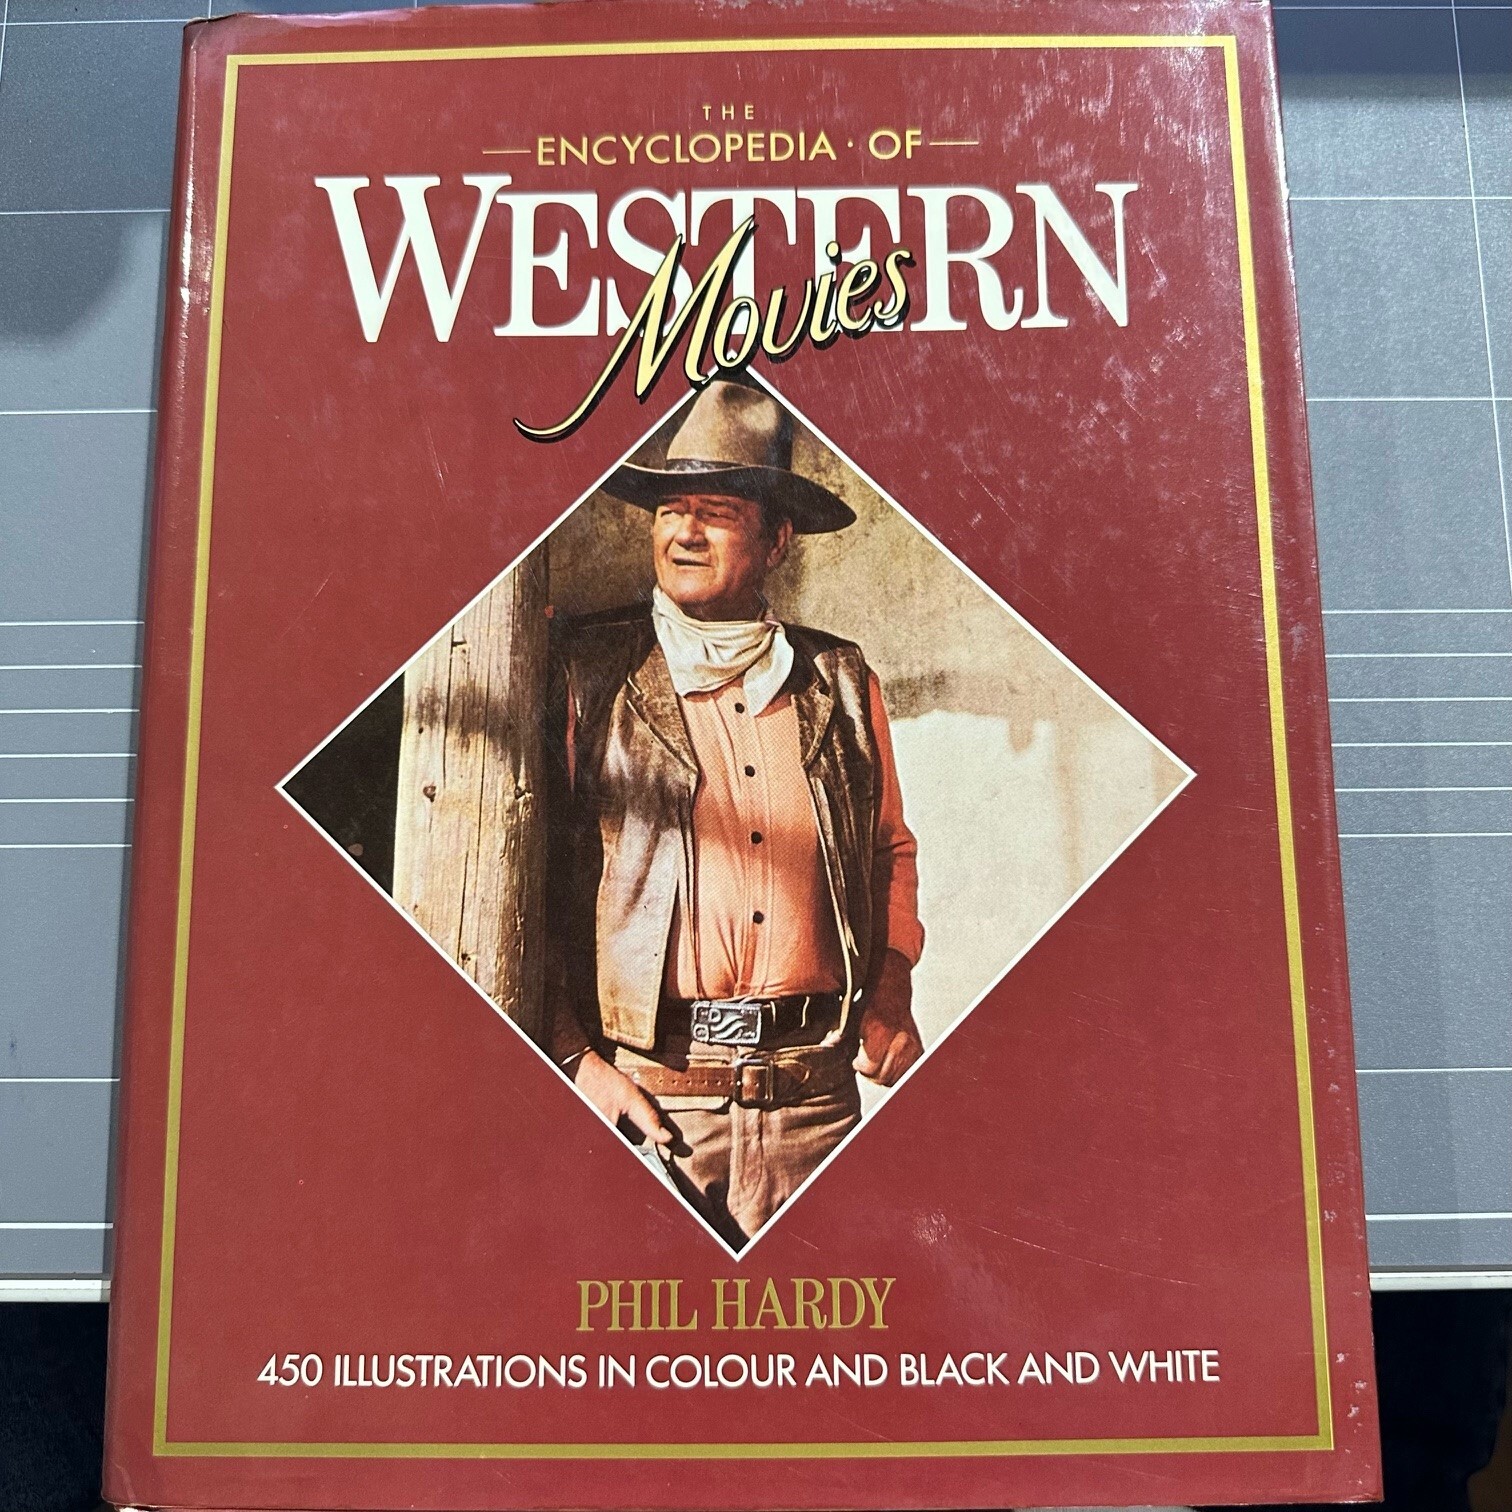 THE
ENCYCLOPEDIA · OF
WESTERN
Movies
PHIL HARDY
450 ILLUSTRATIONS IN COLOUR AND BLACK AND WHITE